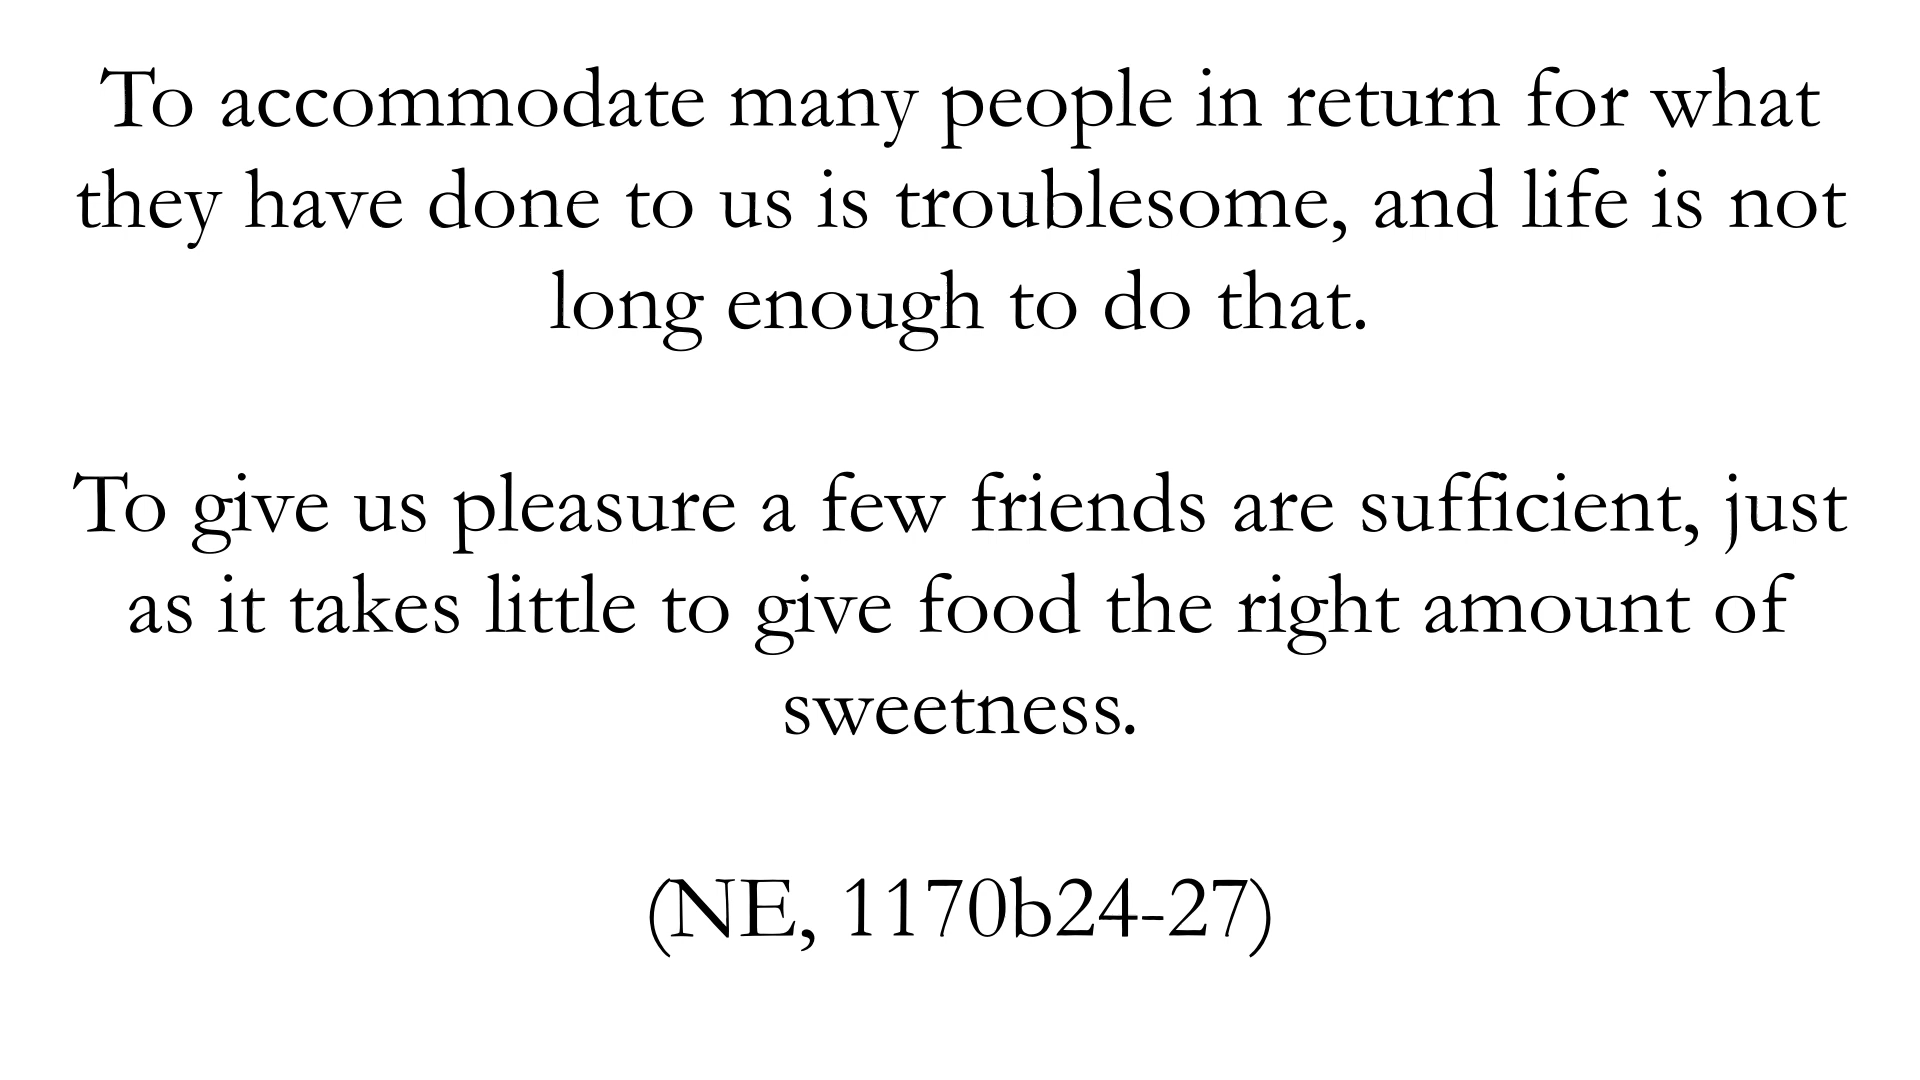 To accommodate many people in return for what
they have done to us is troublesome, and life is not
long enough to do that.
To give us pleasure a few friends are sufficient, just
as it takes little to give food the right amount of
sweetness.
(NE, 1170b24-27)